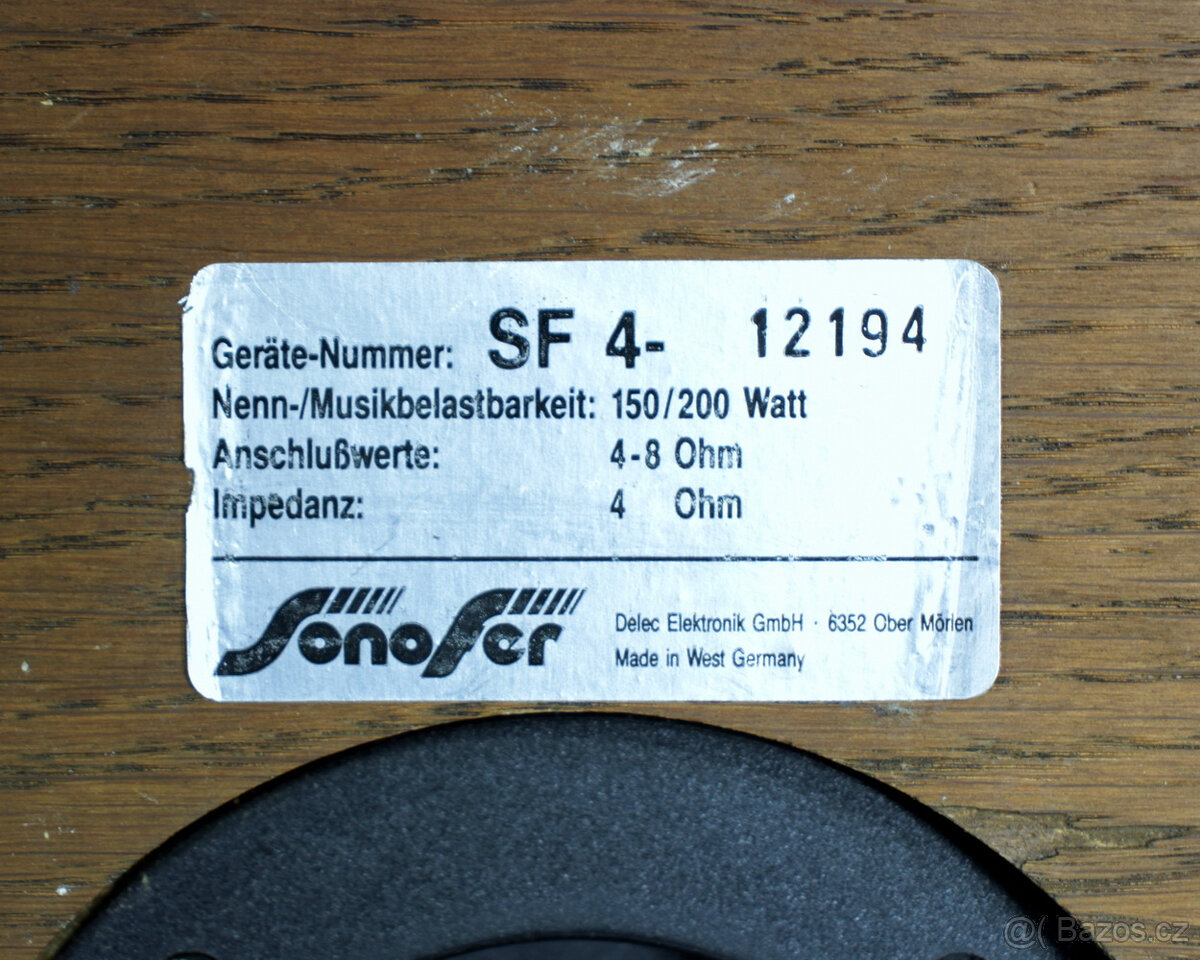 Geräte-Nummer: SF 4- 12194
Nenn-/Musikbelastbarkeit: 150/200 Watt
Anschlußwerte: 4-8 Ohm
Impedanz: 4 Ohm
Sonofer
Delec Elektronik GmbH · 6352 Ober Mörlen
Made in West Germany
@( Bazos.cz